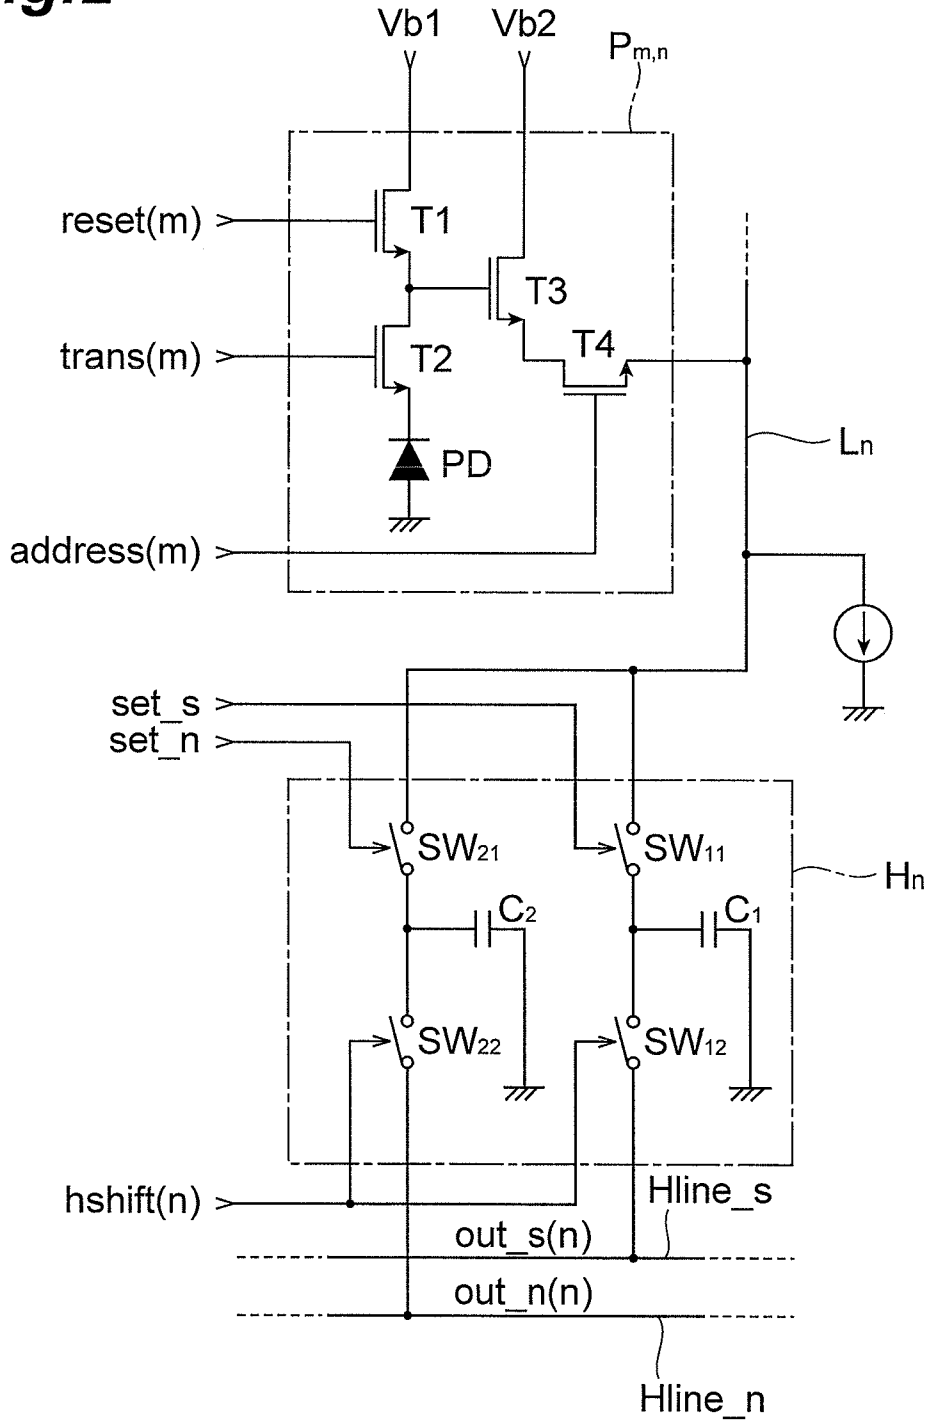 Vb1 Vb2
Pm,n
reset(m)
T1
T3
trans(m)
T2
T4
PD
Ln
address(m)
set_s
set_n
SW21
SW11
Hn
C2
C1
SW22
SW12
hshift(n)
Hline_s
out_s(n)
out_n(n)
Hline_n